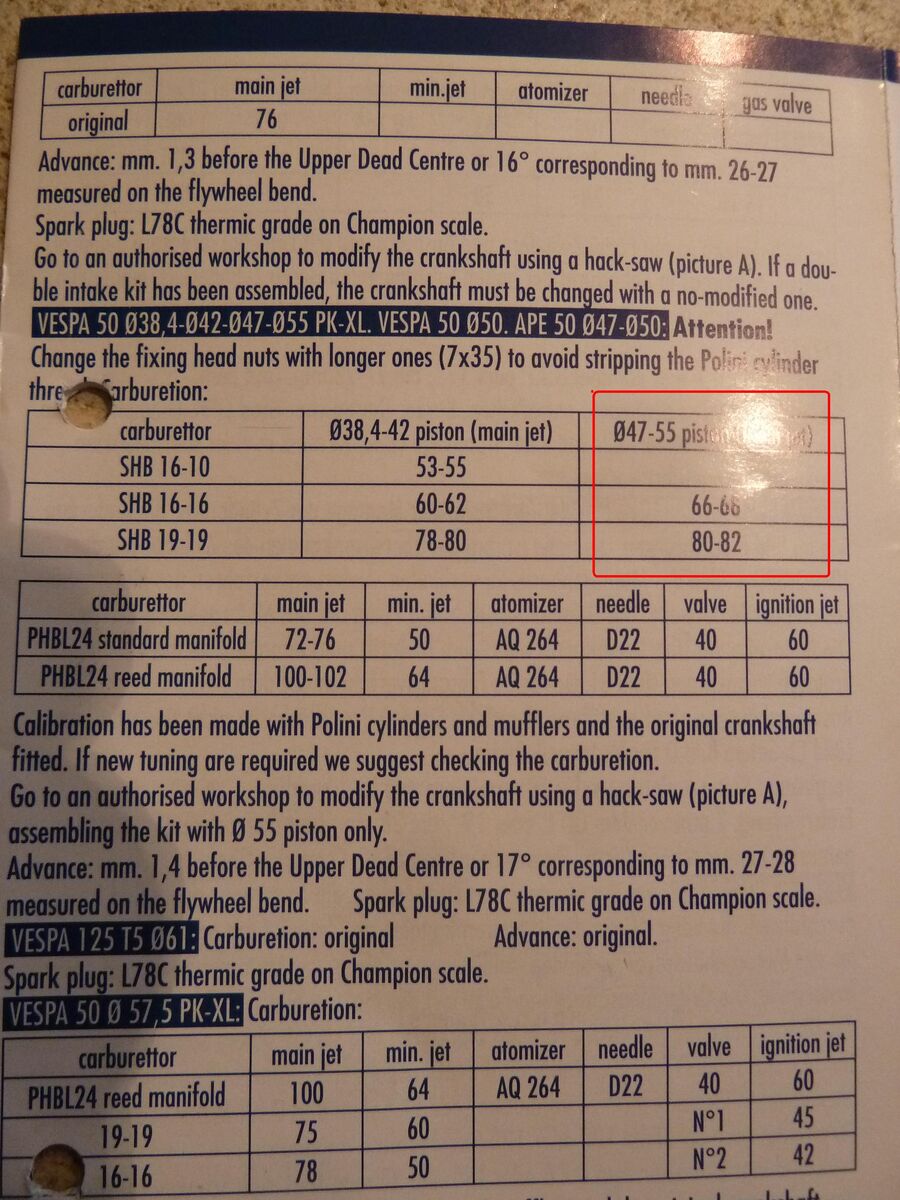 carburettor main jet min.jet atomizer needle gas valve
original 76
Advance: mm. 1,3 before the Upper Dead Centre or 16° corresponding to mm. 26-27
measured on the flywheel bend.
Spark plug: L78C thermic grade on Champion scale.
Go to an authorised workshop to modify the crankshaft using a hack-saw (picture A). If a dou-
ble intake kit has been assembled, the crankshaft must be changed with a no-modified one.
VESPA 50 Ø38,4-Ø42-Ø47-Ø55 PK-XL. VESPA 50 Ø50. APE 50 Ø47-Ø50: Attention!
Change the fixing head nuts with longer ones (7x35) to avoid stripping the Polini cylinder
:
carburettor Ø38,4-42 piston (main jet) Ø47-55
SHB 16-10 53-55
SHB 16-16 60-62 66-68
SHB 19-19 78-80 80-82
carburettor main jet min. jet atomizer needle valve ignition jet
PHBL24 standard manifold 72-76 50 AQ 264 D22 40 60
PHBL24 reed manifold 100-102 64 AQ 264 D22 40 60
Calibration has been made with Polini cylinders and mufflers and the original crankshaft
fitted. If new tuning are required we suggest checking the carburetion.
Go to an authorised workshop to modify the crankshaft using a hack-saw (picture A),
assembling the kit with Ø 55 piston only.
Advance: mm. 1,4 before the Upper Dead Centre or 17° corresponding to mm. 27-28
measured on the flywheel bend. Spark plug: L78C thermic grade on Champion scale.
VESPA 125 T5 Ø61: Carburetion: original Advance: original.
Spark plug: L78C thermic grade on Champion scale.
VESPA 50 Ø 57,5 PK-XL: Carburetion:
carburettor main jet min. jet atomizer needle valve ignition jet
PHBL24 reed manifold 100 64 AQ 264 D22 40 60
19-19 75 60 N°1 45
16-16 78 50 N°2 42